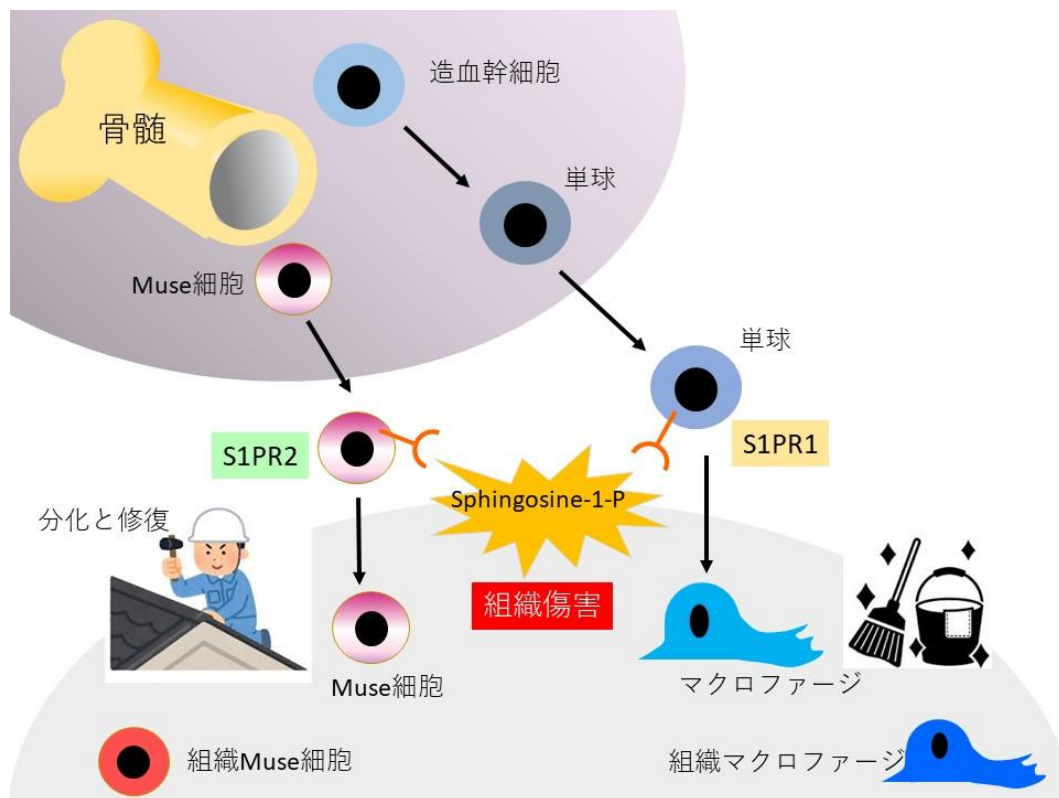 造血幹細胞
骨髄
単球
Muse細胞
単球
S1PR2
S1PR1
Sphingosine-1-P
分化と修復
組織傷害
Muse細胞
マクロファージ
組織Muse細胞
組織マクロファージ